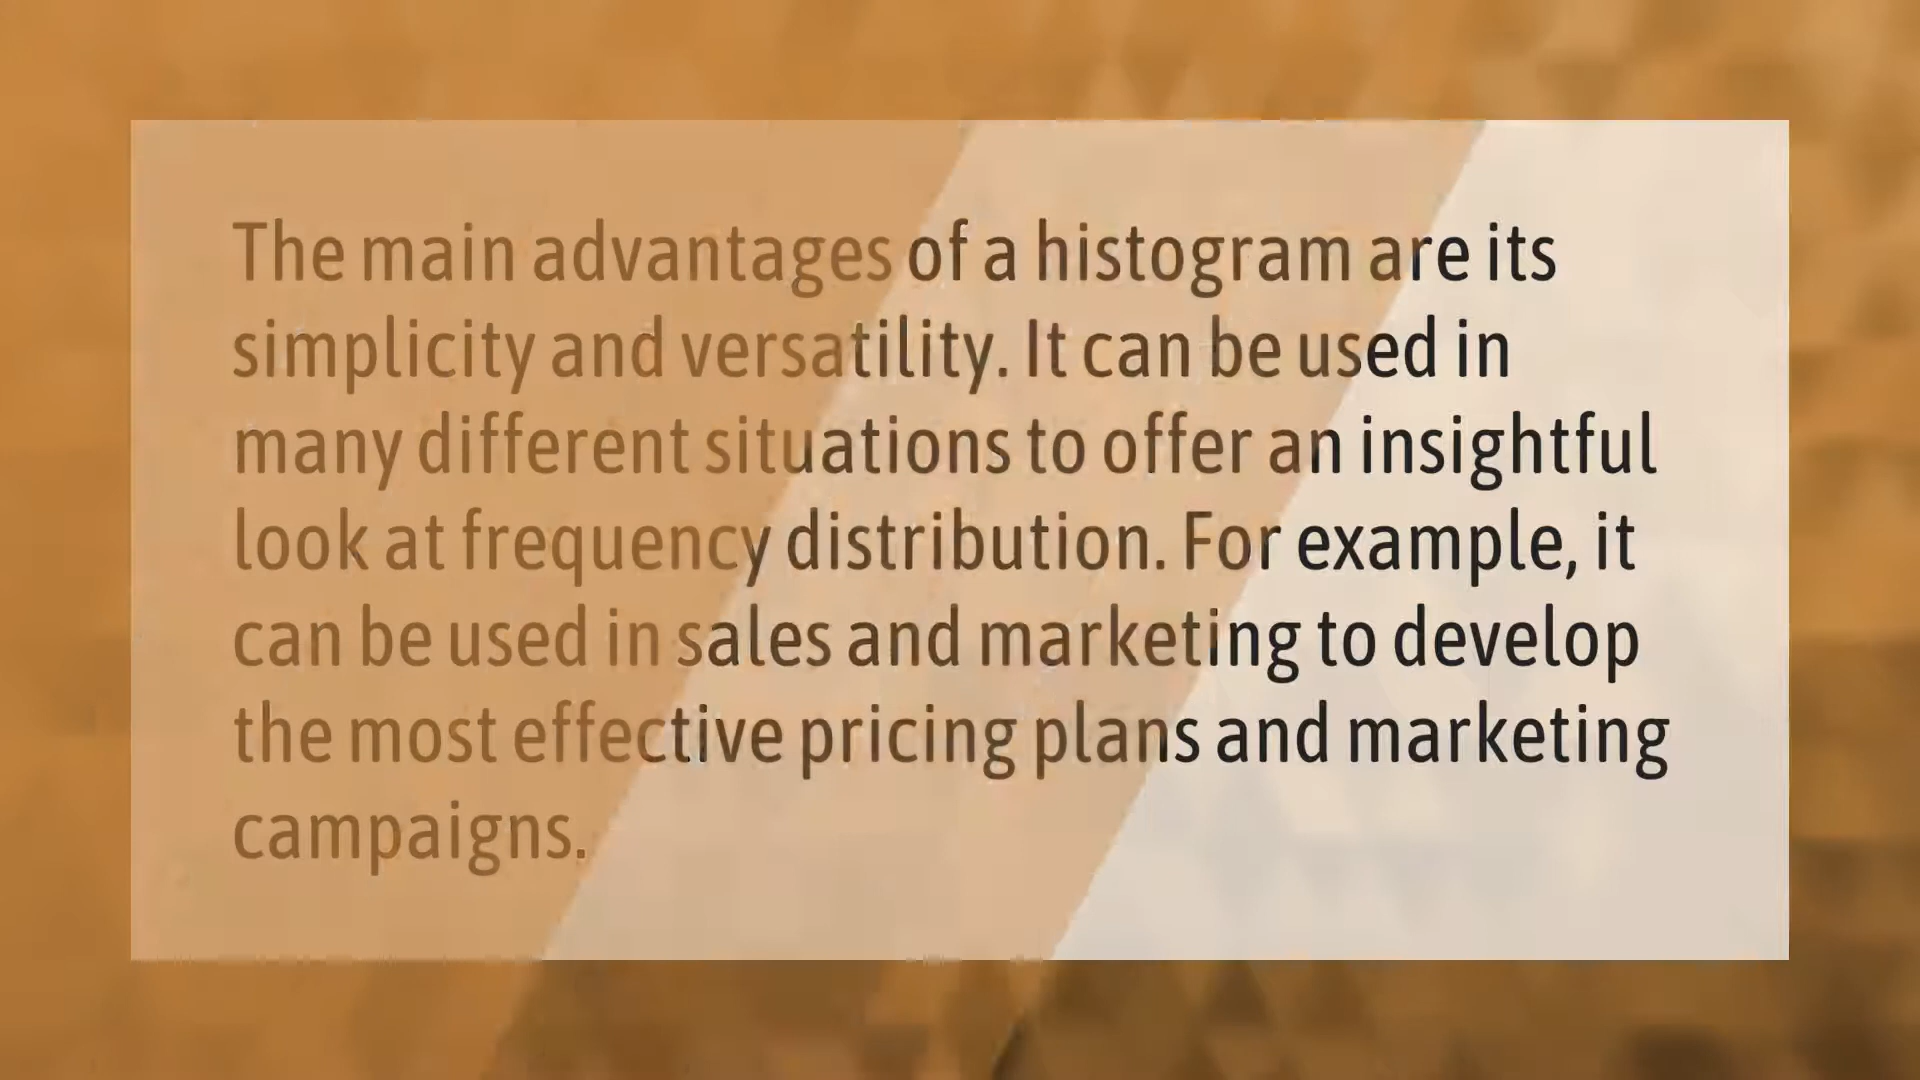 The main advantages of a histogram are its
simplicity and versatility. It can be used in
many different situations to offer an insightful
look at frequency distribution. For example, it
can be used in sales and marketing to develop
the most effective pricing plans and marketing
campaigns.